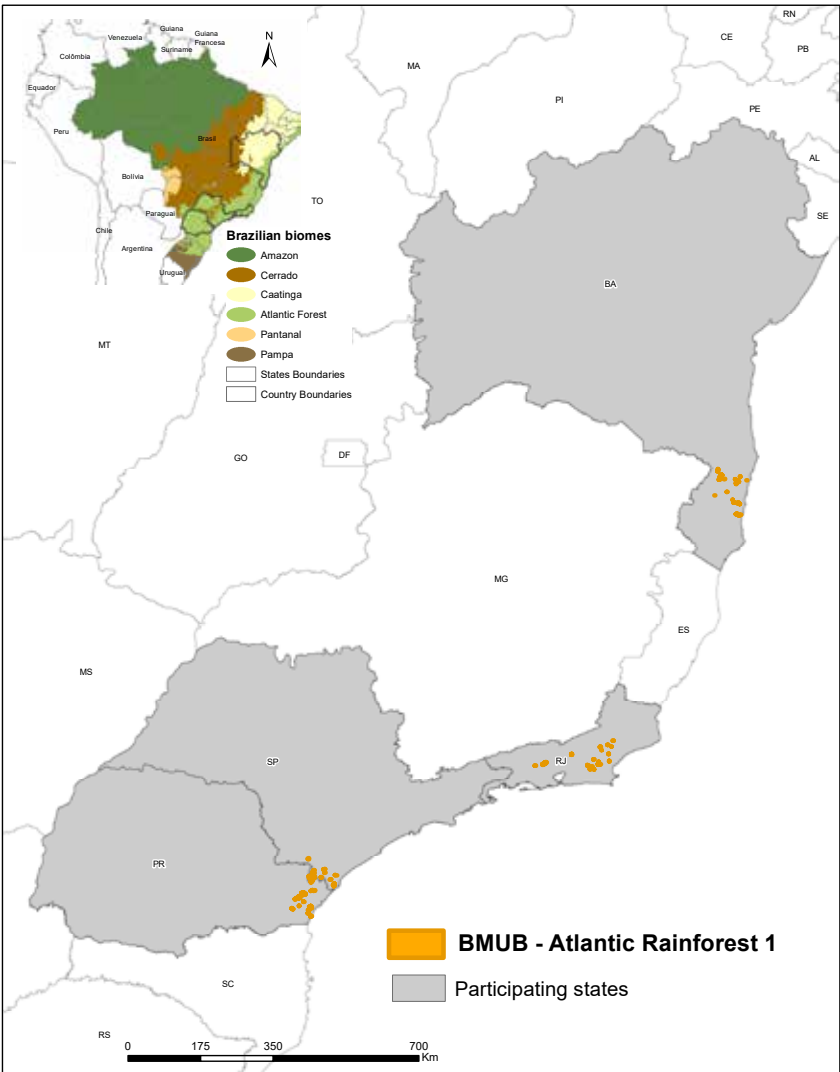 Guiana
Venezuela
Guiana
Francesa
Suriname
Colômbia
Equador
Peru
Brasil
Bolívia
Paraguai
Chile
Argentina
Uruguai
N
RN
CE
PB
MA
PI
PE
AL
TO
SE
Brazilian biomes
Amazon
Cerrado
Caatinga
Atlantic Forest
Pantanal
Pampa
States Boundaries
Country Boundaries
BA
MT
GO
DF
MG
ES
MS
SP
RJ
PR
BMUB - Atlantic Rainforest 1
Participating states
SC
RS
0 175 350 700
Km